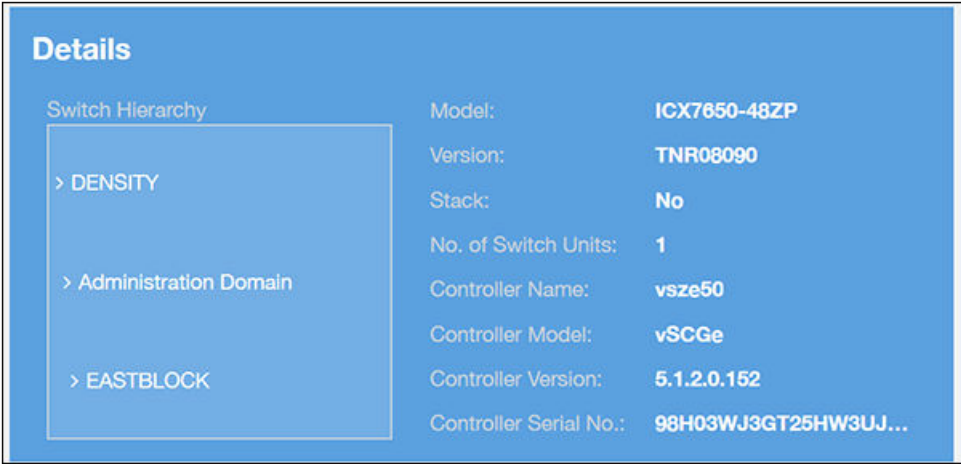 Details
Switch Hierarchy
> DENSITY
> Administration Domain
> EASTBLOCK
Model: ICX7650-48ZP
Version: TNR08090
Stack: No
No. of Switch Units: 1
Controller Name: vsze50
Controller Model: vSCGe
Controller Version: 5.1.2.0.152
Controller Serial No.: 98H03WJ3GT25HW3UJ...